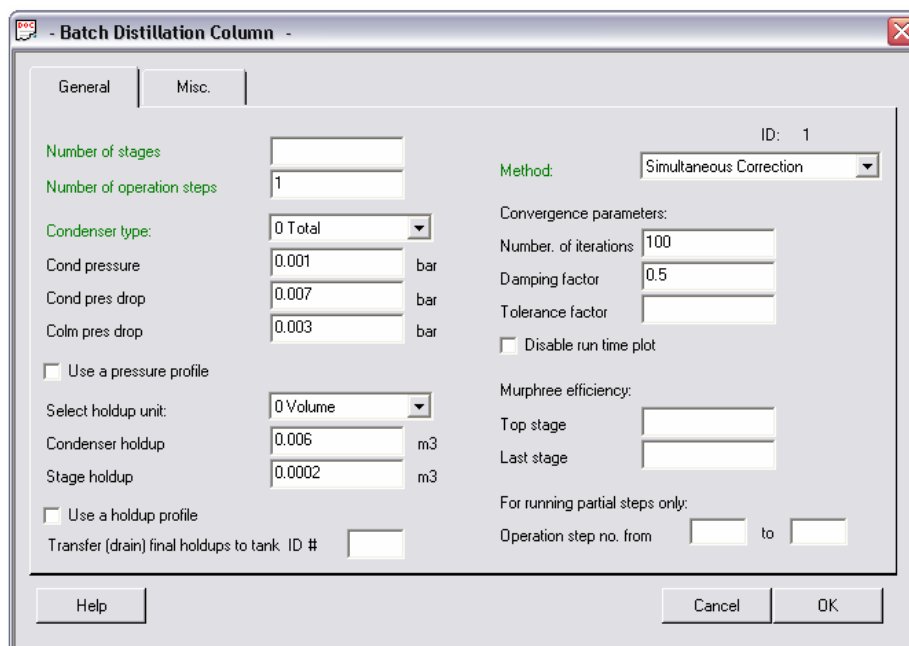 DOC
- Batch Distillation Column -
General
Misc.
ID: 1
Number of stages
Number of operation steps 1
Condenser type: 0 Total
Cond pressure 0.001 bar
Cond pres drop 0.007 bar
Colm pres drop 0.003 bar
Use a pressure profile
Select holdup unit: 0 Volume
Condenser holdup 0.006 m3
Stage holdup 0.0002 m3
Use a holdup profile
Transfer (drain) final holdups to tank ID #
Method: Simultaneous Correction
Convergence parameters:
Number. of iterations 100
Damping factor 0.5
Tolerance factor
Disable run time plot
Murphree efficiency:
Top stage
Last stage
For running partial steps only:
Operation step no. from to
Help
Cancel
OK